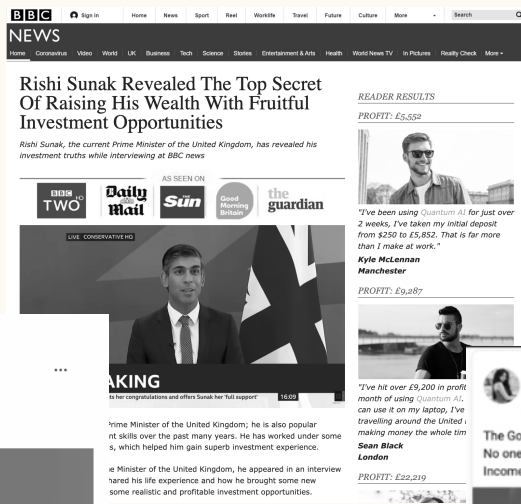 BBC
Sign in
Home News Sport Reel Worklife Travel Future Culture More
Search
NEWS
Home Coronavirus Video World UK Business Tech Science Stories Entertainment & Arts Health World News TV In Pictures Reality Check More
Rishi Sunak Revealed The Top Secret
Of Raising His Wealth With Fruitful
Investment Opportunities
Rishi Sunak, the current Prime Minister of the United Kingdom, has revealed his
investment truths while interviewing at BBC news
AS SEEN ON
BBC
TWO
HD
Daily
Mail
THE
Sun
Good
Morning
Britain
the
guardian
LIVE CONSERVATIVE HQ
AKING
ts her congratulations and offers Sunak her 'full support'
16:09
Prime Minister of the United Kingdom; he is also popular
nt skills over the past many years. He has worked under some
s, which helped him gain superb investment experience.
e Minister of the United Kingdom, he appeared in an interview
hared his life experience and how he brought some new
some realistic and profitable investment opportunities.
...
READER RESULTS
PROFIT: £5,552
"I've been using Quantum AI for just over
2 weeks, I've taken my initial deposit
from $250 to £5,852. That is far more
than I make at work."
Kyle McLennan
Manchester
PROFIT: £9,287
"I've hit over £9,200 in profit
month of using Quantum AI.
can use it on my laptop, I've
travelling around the United
making money the whole tim
Sean Black
London
PROFIT: £22,219
The Go
No one
Income